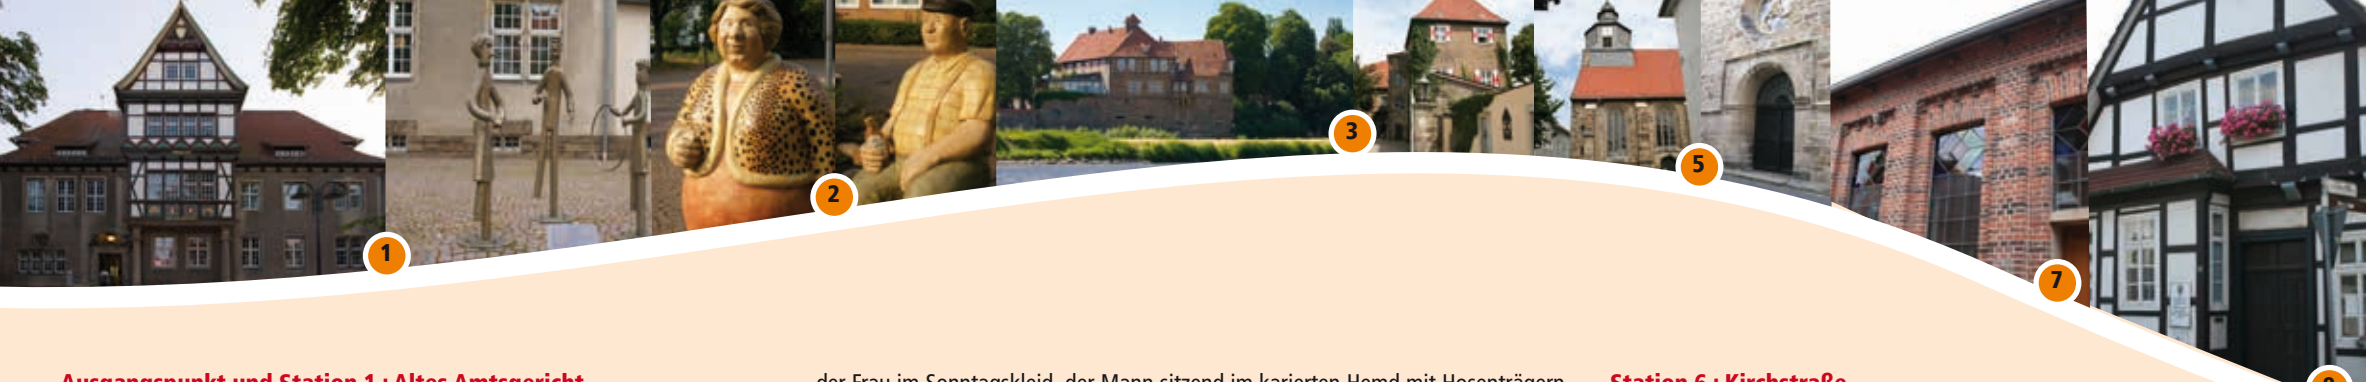 1
2
3
5
7
Ausgangspunkt und Station 1 : Altes Amtsgericht
der Frau im Sonntagskleid, der Mann sitzend im karierten Hemd mit Hosenträgern
Station 6 : Kirchstraße